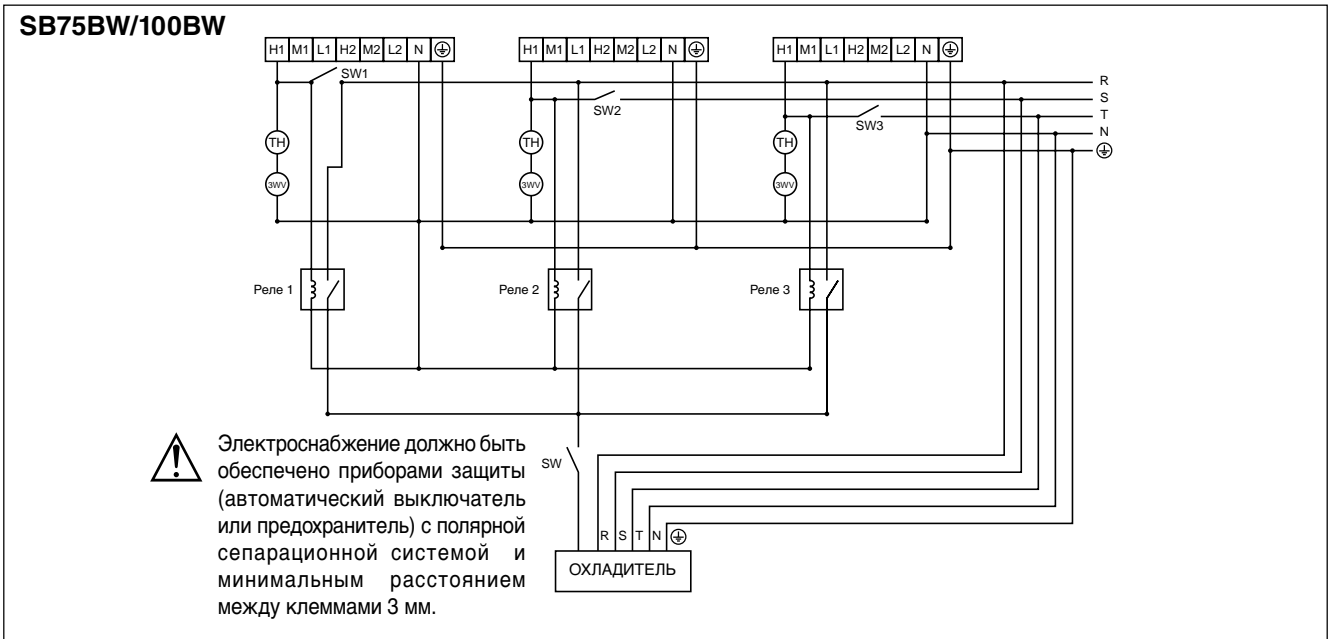 SB75BW/100BW
H1 M1 L1 H2 M2 L2 N
H1 M1 L1 H2 M2 L2 N
H1 M1 L1 H2 M2 L2 N
SW1
SW2
SW3
R
S
T
N
TH
TH
TH
3WV
3WV
3WV
Реле 1
Реле 2
Реле 3
Электроснабжение должно быть
обеспечено приборами защиты
(автоматический выключатель
или предохранитель) с полярной
сепарационной системой и
минимальным расстоянием
между клеммами 3 мм.
SW
R S T N
ОХЛАДИТЕЛЬ